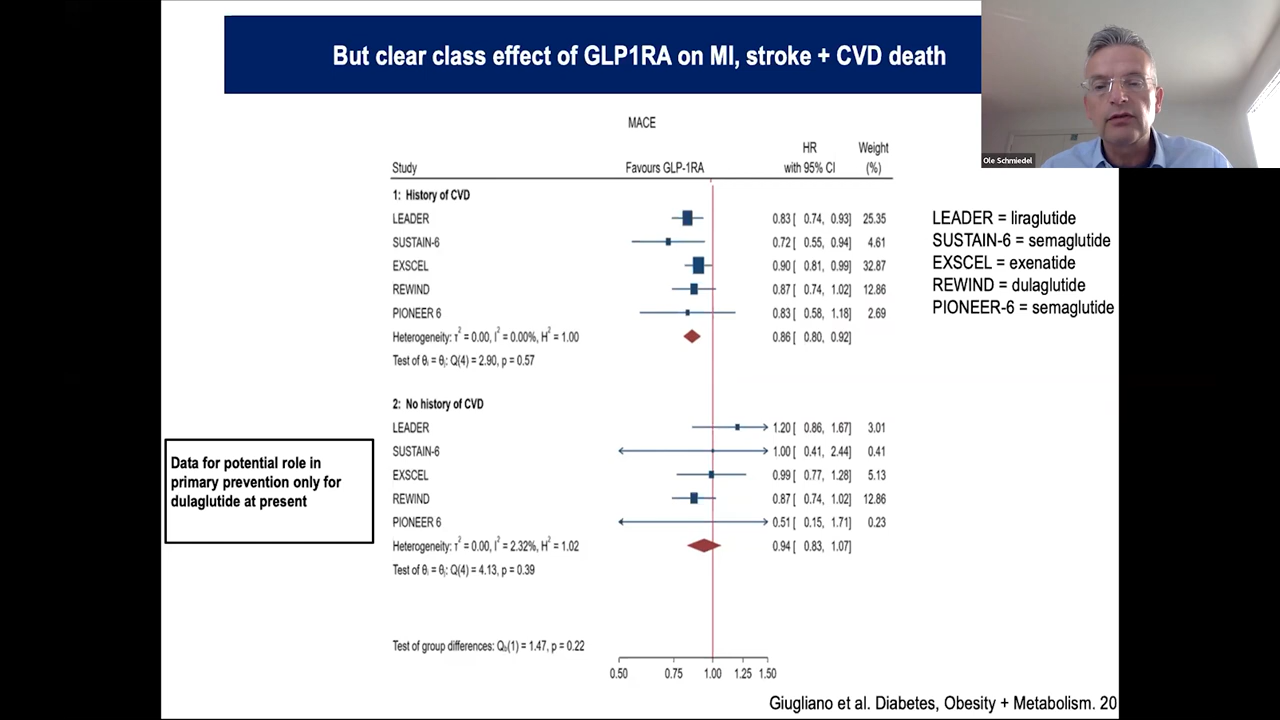 But clear class effect of GLP1RA on MI, stroke + CVD death
Ole Schmiedel
MACE
HR
Weight
Study
Favours GLP-1RA
with 95% CI
(%)
1: History of CVD
LEADER 0.83 [ 0.74, 0.93] 25.35
SUSTAIN-6 0.72 [ 0.55, 0.94] 4.61
EXSCEL 0.90 [ 0.81, 0.99] 32.87
REWIND 0.87 [ 0.74, 1.02] 12.86
PIONEER 6 0.83 [ 0.58, 1.18] 2.69
Heterogeneity: τ² = 0.00, I² = 0.00%, H² = 1.00 0.86 [ 0.80, 0.92]
Test of θᵢ = θⱼ: Q(4) = 2.90, p = 0.57
LEADER = liraglutide
SUSTAIN-6 = semaglutide
EXSCEL = exenatide
REWIND = dulaglutide
PIONEER-6 = semaglutide
2: No history of CVD
LEADER 1.20 [ 0.86, 1.67] 3.01
SUSTAIN-6 1.00 [ 0.41, 2.44] 0.41
EXSCEL 0.99 [ 0.77, 1.28] 5.13
REWIND 0.87 [ 0.74, 1.02] 12.86
PIONEER 6 0.51 [ 0.15, 1.71] 0.23
Heterogeneity: τ² = 0.00, I² = 2.32%, H² = 1.02 0.94 [ 0.83, 1.07]
Test of θᵢ = θⱼ: Q(4) = 4.13, p = 0.39
Data for potential role in
primary prevention only for
dulaglutide at present
Test of group differences: Q_b(1) = 1.47, p = 0.22
0.50 0.75 1.00 1.25 1.50
Giugliano et al. Diabetes, Obesity + Metabolism. 20